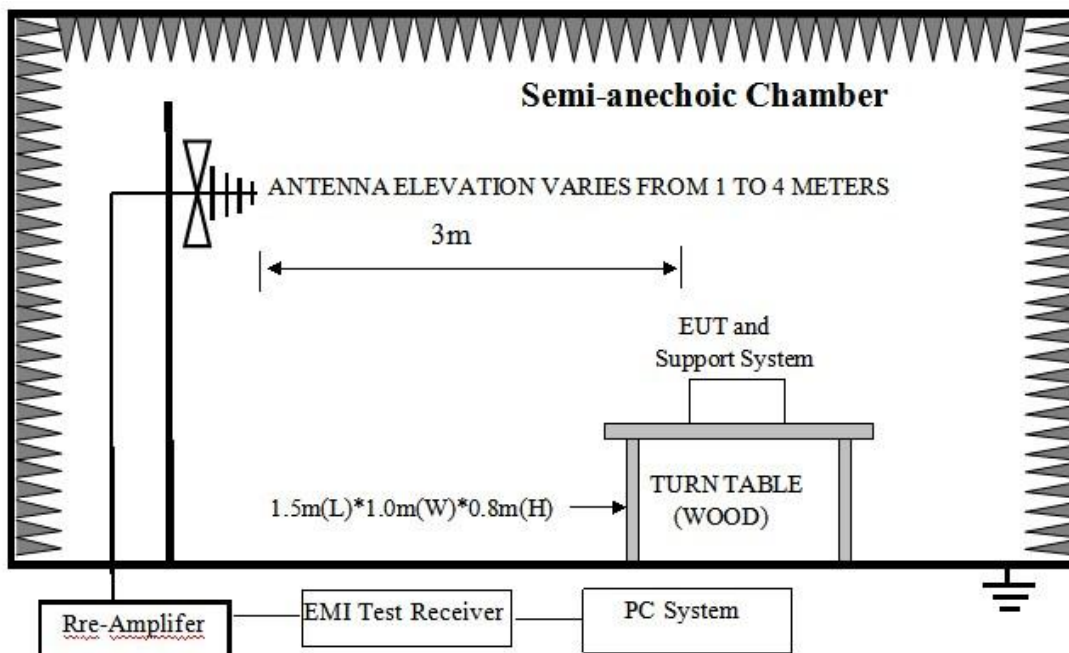 Semi-anechoic Chamber
ANTENNA ELEVATION VARIES FROM 1 TO 4 METERS
3m
EUT and
Support System
1.5m(L)*1.0m(W)*0.8m(H)
TURN TABLE
(WOOD)
Rre-Amplifer
EMI Test Receiver
PC System